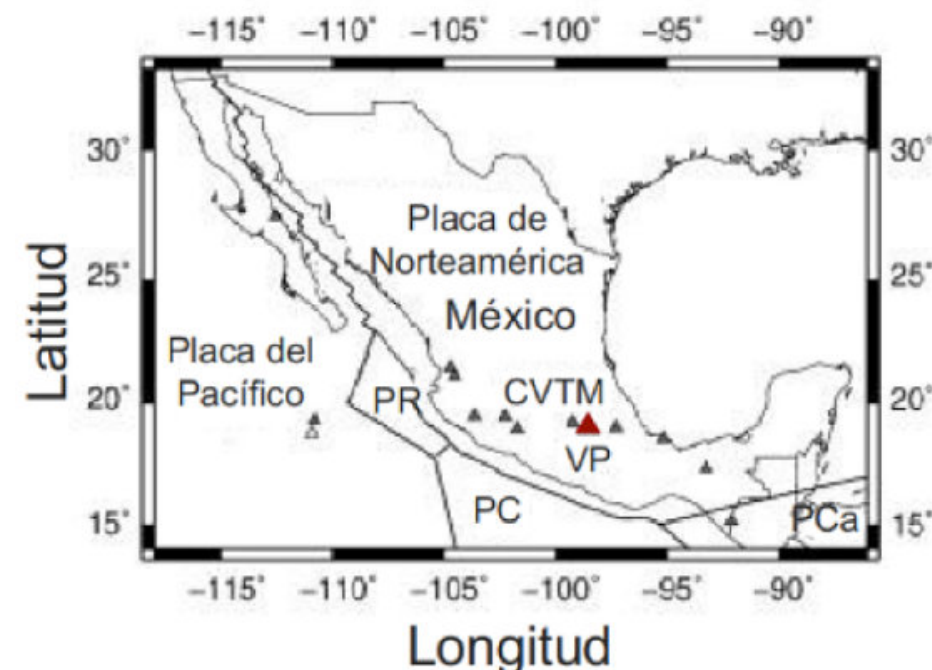 −115° −110° −105° −100° −95° −90°
30° 30°
Placa de
Norteamérica
25° 25°
México
Placa del
Pacífico
CVTM
20° PR 20°
VP
PC
PCa
15° 15°
−115° −110° −105° −100° −95° −90°
Latitud
Longitud